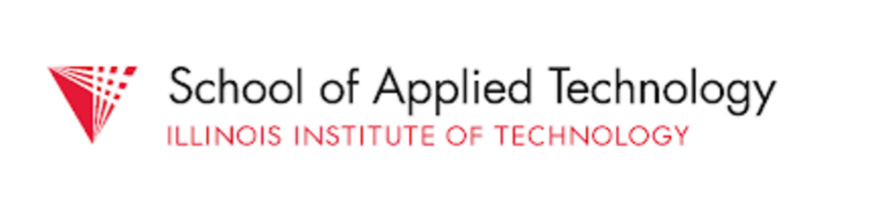 School of Applied Technology
ILLINOIS INSTITUTE OF TECHNOLOGY